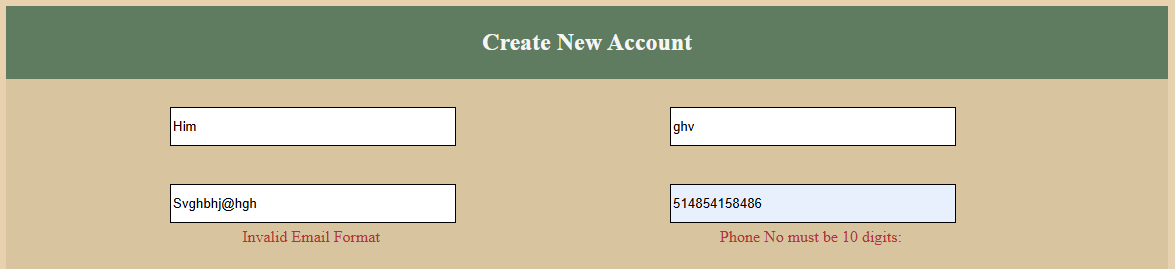 Create New Account
Him
ghv
Svghbhj@hgh
514854158486
Invalid Email Format
Phone No must be 10 digits: